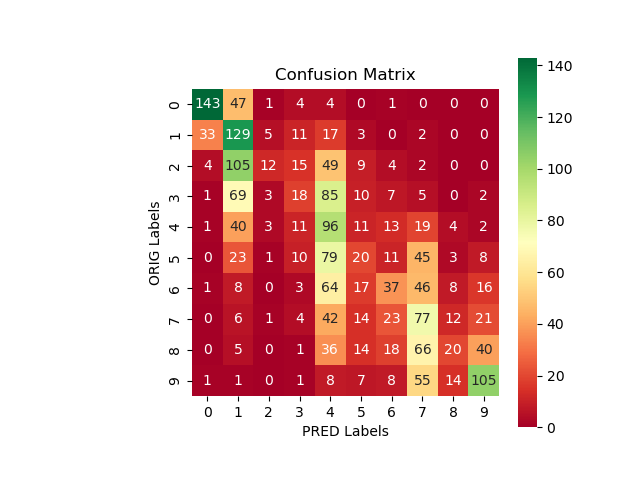 Confusion Matrix
140
0 143 47 1 4 4 0 1 0 0 0
1 33 129 5 11 17 3 0 2 0 0
120
2 4 105 12 15 49 9 4 2 0 0
100
3 1 69 3 18 85 10 7 5 0 2
80
4 1 40 3 11 96 11 13 19 4 2
ORIG Labels
5 0 23 1 10 79 20 11 45 3 8
60
6 1 8 0 3 64 17 37 46 8 16
40
7 0 6 1 4 42 14 23 77 12 21
8 0 5 0 1 36 14 18 66 20 40
20
9 1 1 0 1 8 7 8 55 14 105
0 1 2 3 4 5 6 7 8 9
0
PRED Labels